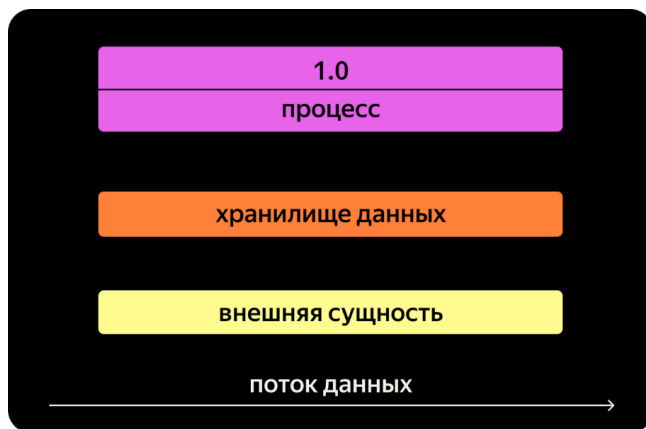 1.0
процесс
хранилище данных
внешняя сущность
поток данных